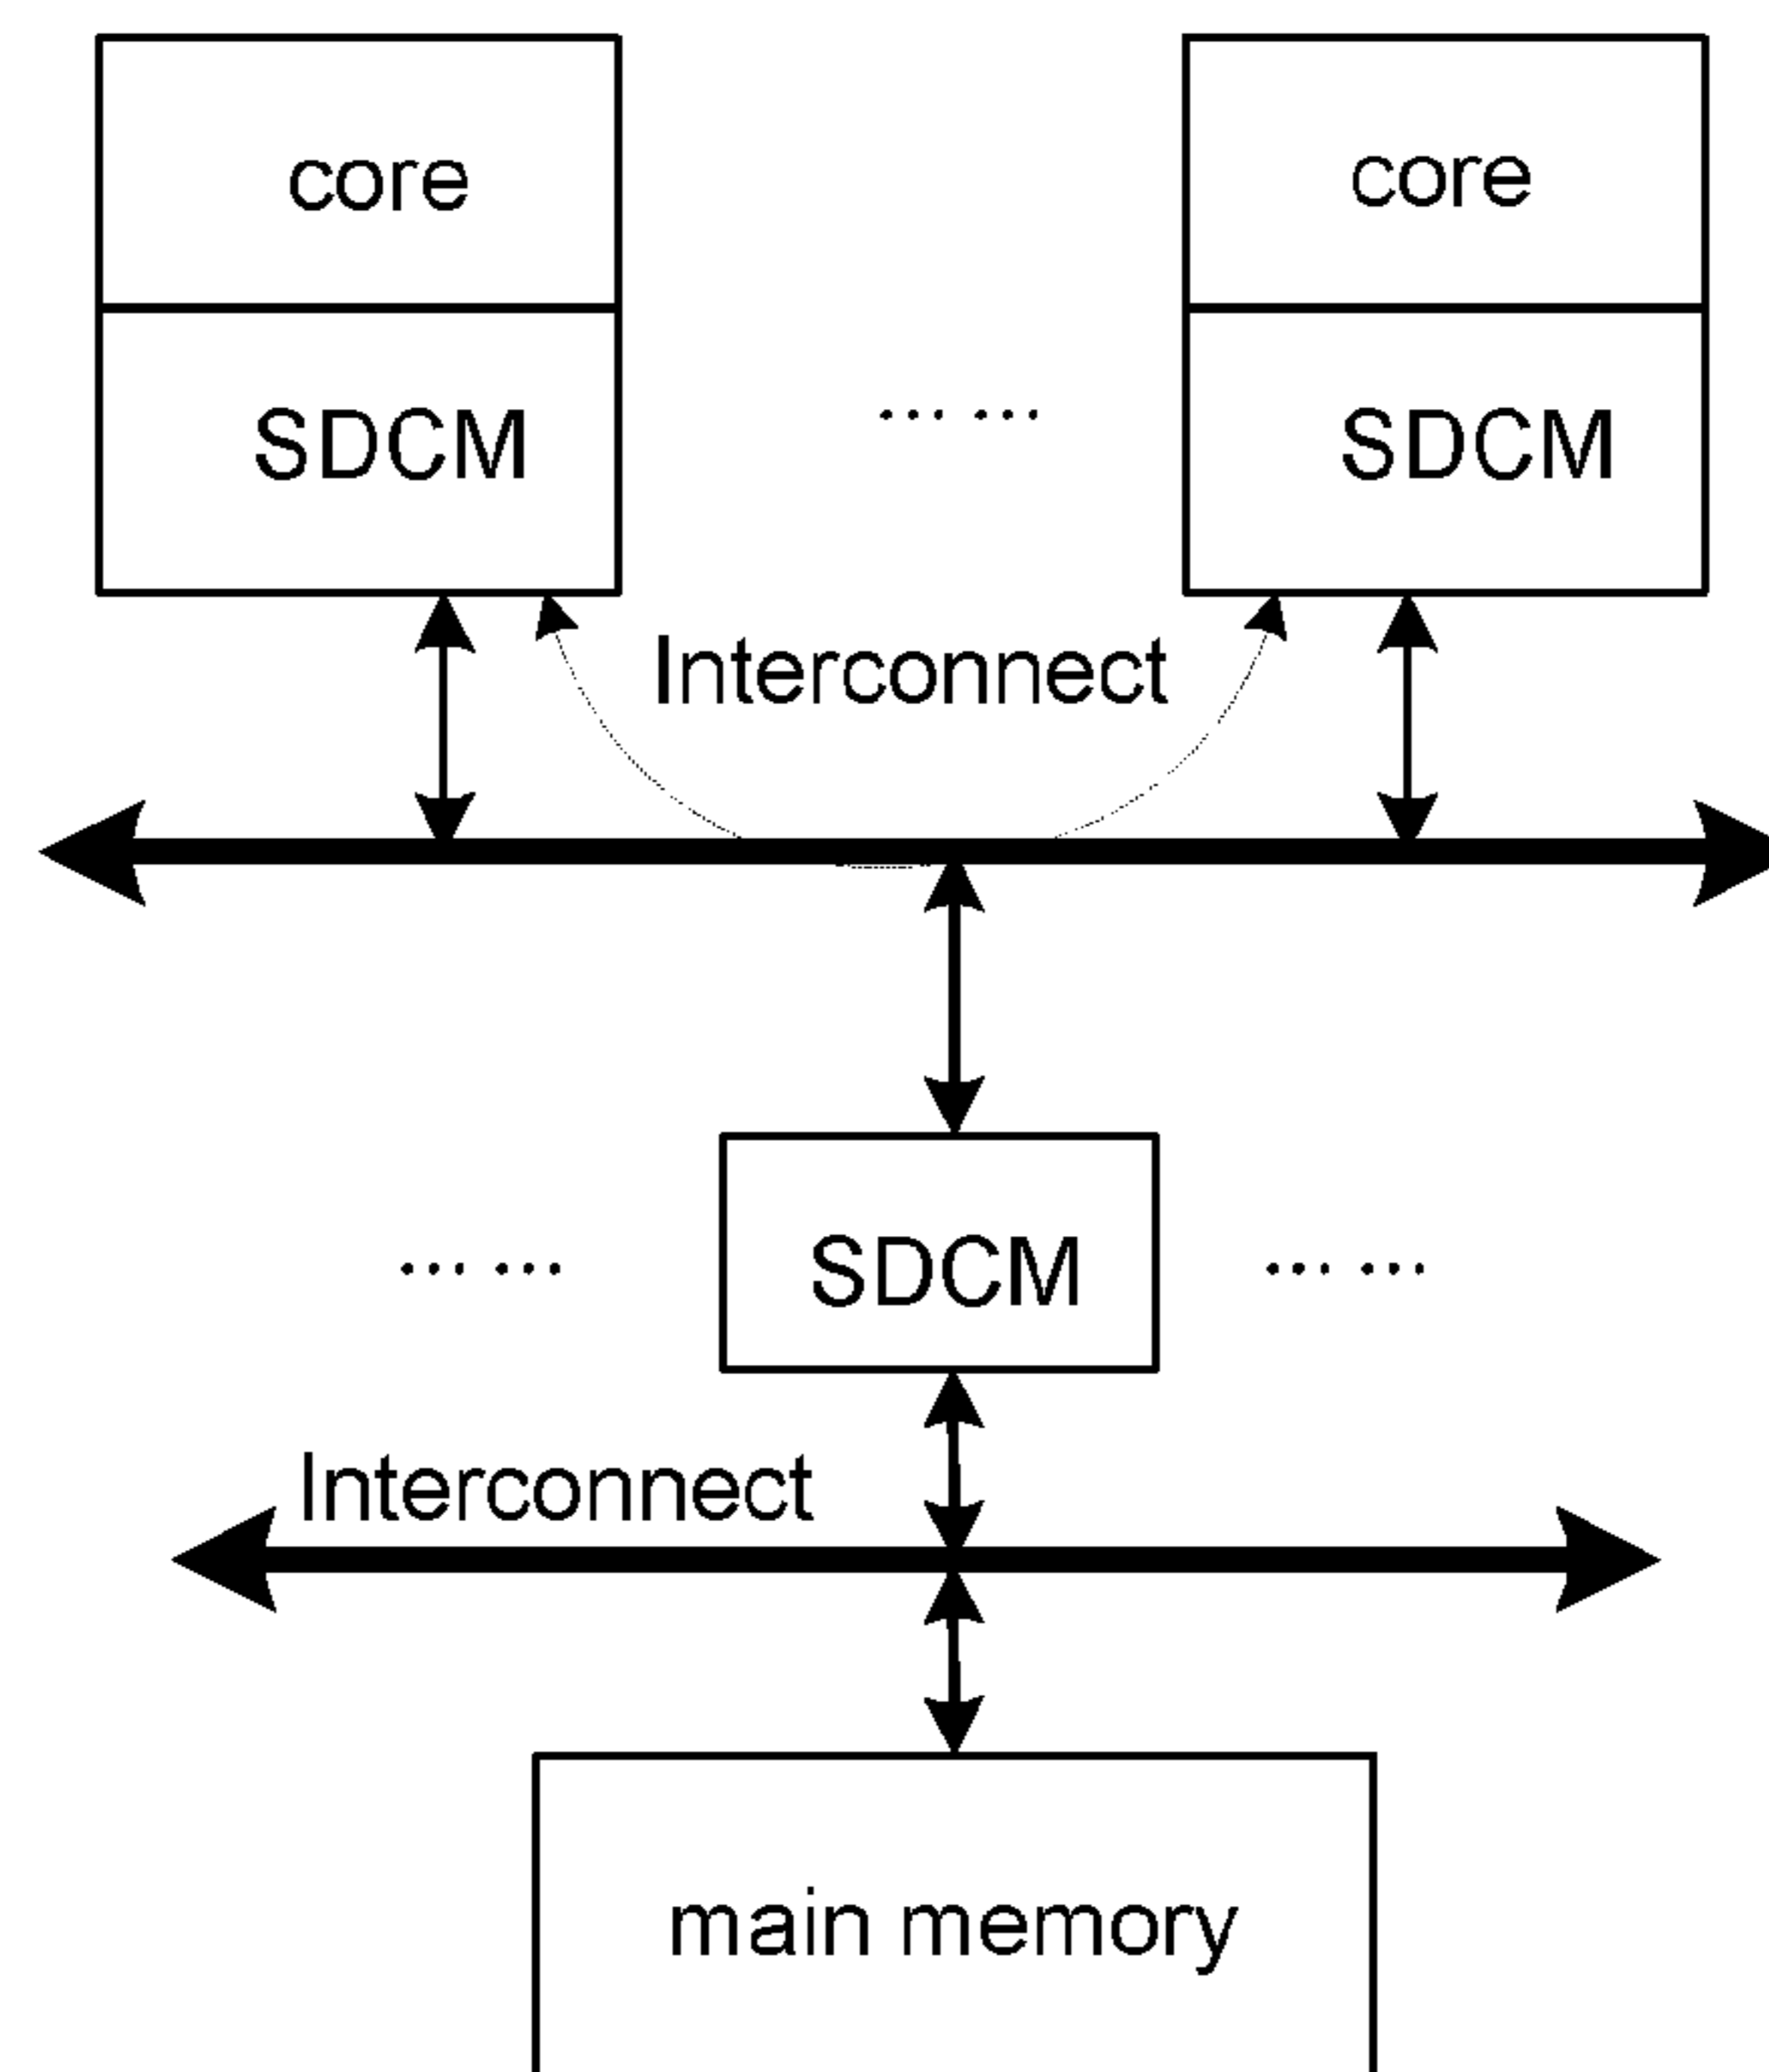 core
core
SDCM
…… 
SDCM
Interconnect
…… 
SDCM
…… 
Interconnect
main memory